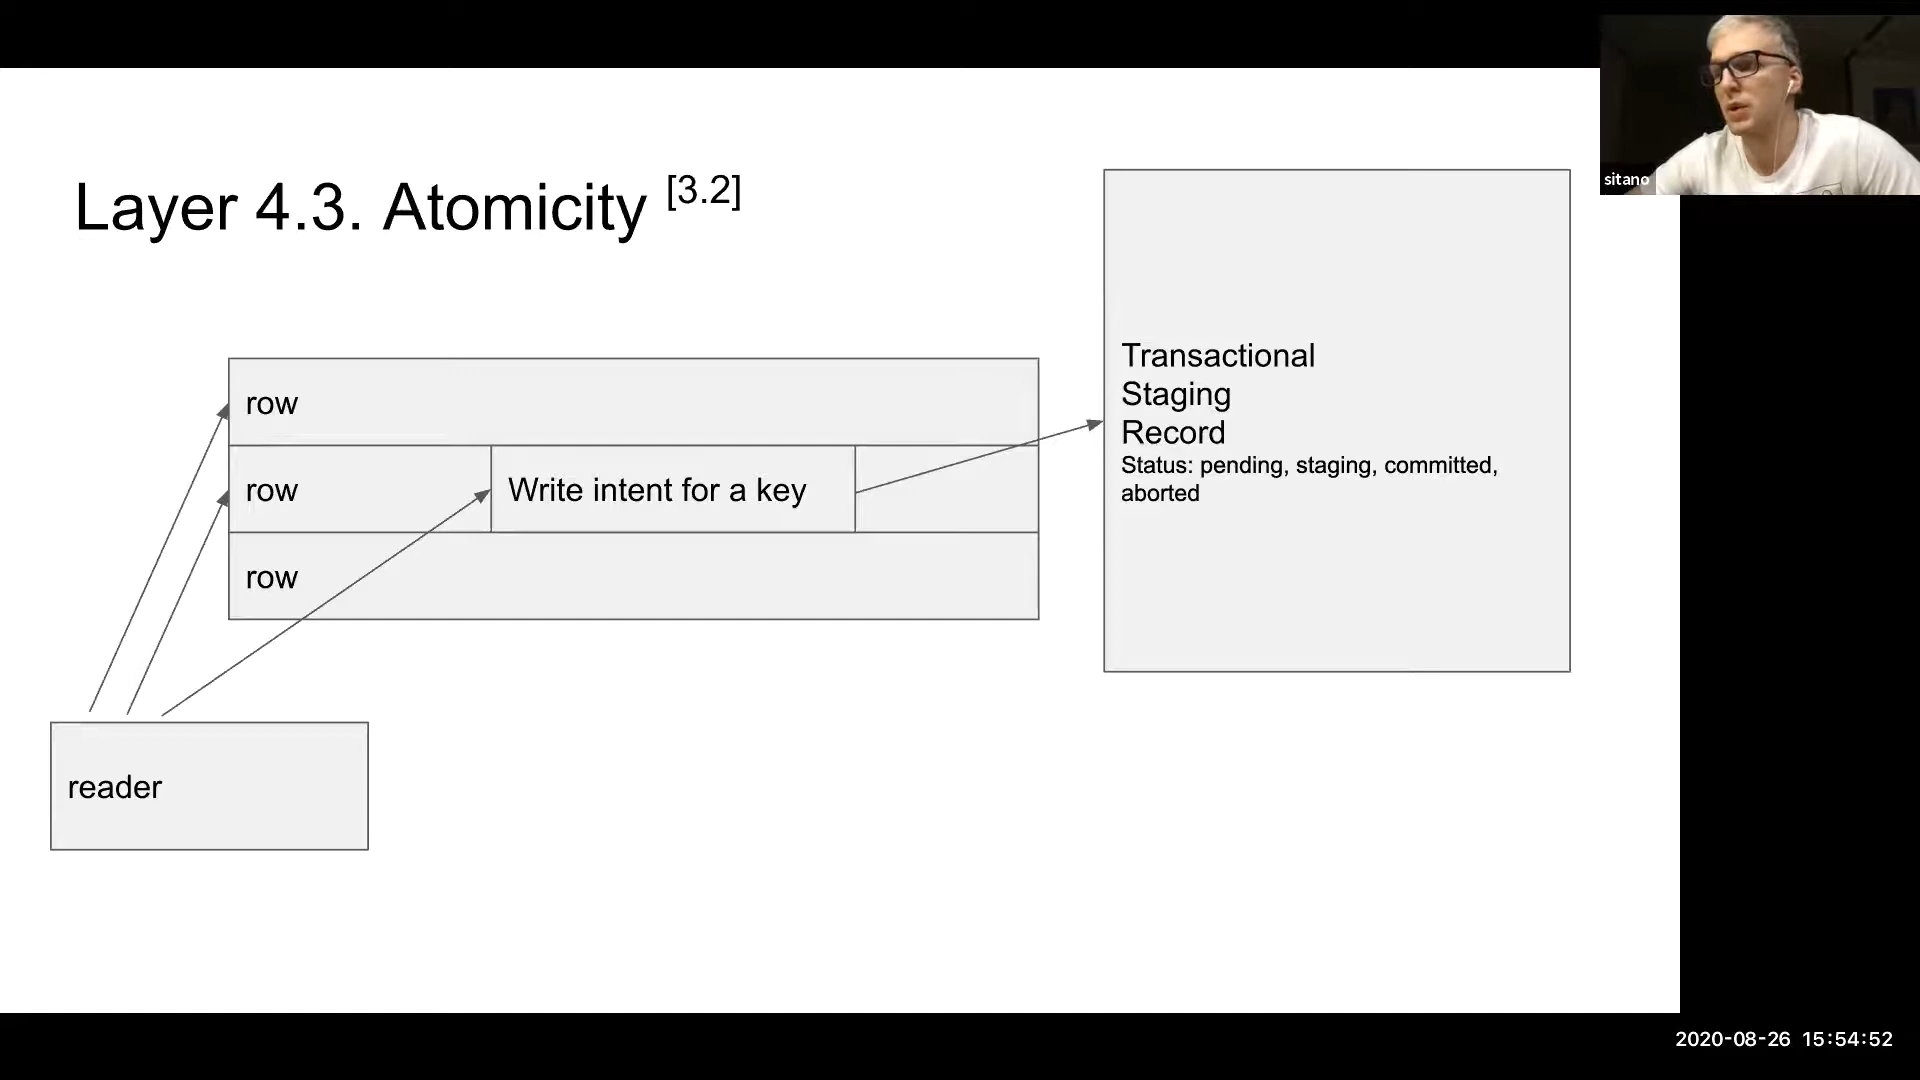 sitano
Layer 4.3. Atomicity [3.2]
row
row
Write intent for a key
row
Transactional
Staging
Record
Status: pending, staging, committed,
aborted
reader
2020-08-26 15:54:52